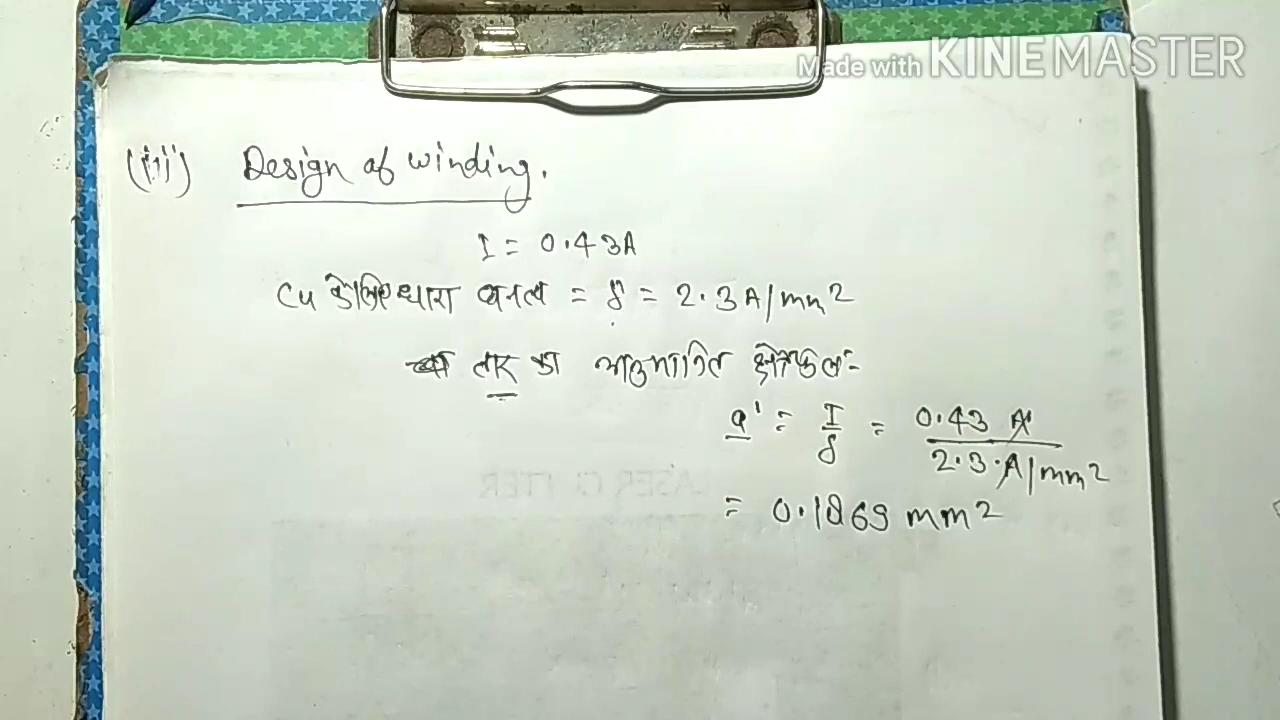 Made with KINEMASTER
(iii) Design of winding.
I = 0.43A
Cu के लिए धारा घनत्व = δ = 2.3 A/mm2
तार का अनुमानित क्षेत्रफल:-
a' = I/δ = 0.43 A / 2.3 A/mm2
= 0.1869 mm2